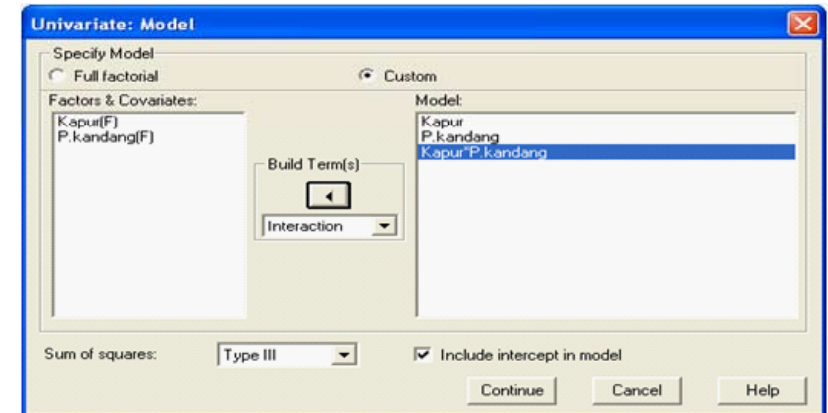 Univariate: Model
Specify Model
Full factorial
Custom
Factors & Covariates:
Kapur(F)
P.kandang(F)
Build Term(s)
Interaction
Model:
Kapur
P.kandang
Kapur*P.kandang
Sum of squares:
Type III
Include intercept in model
Continue
Cancel
Help